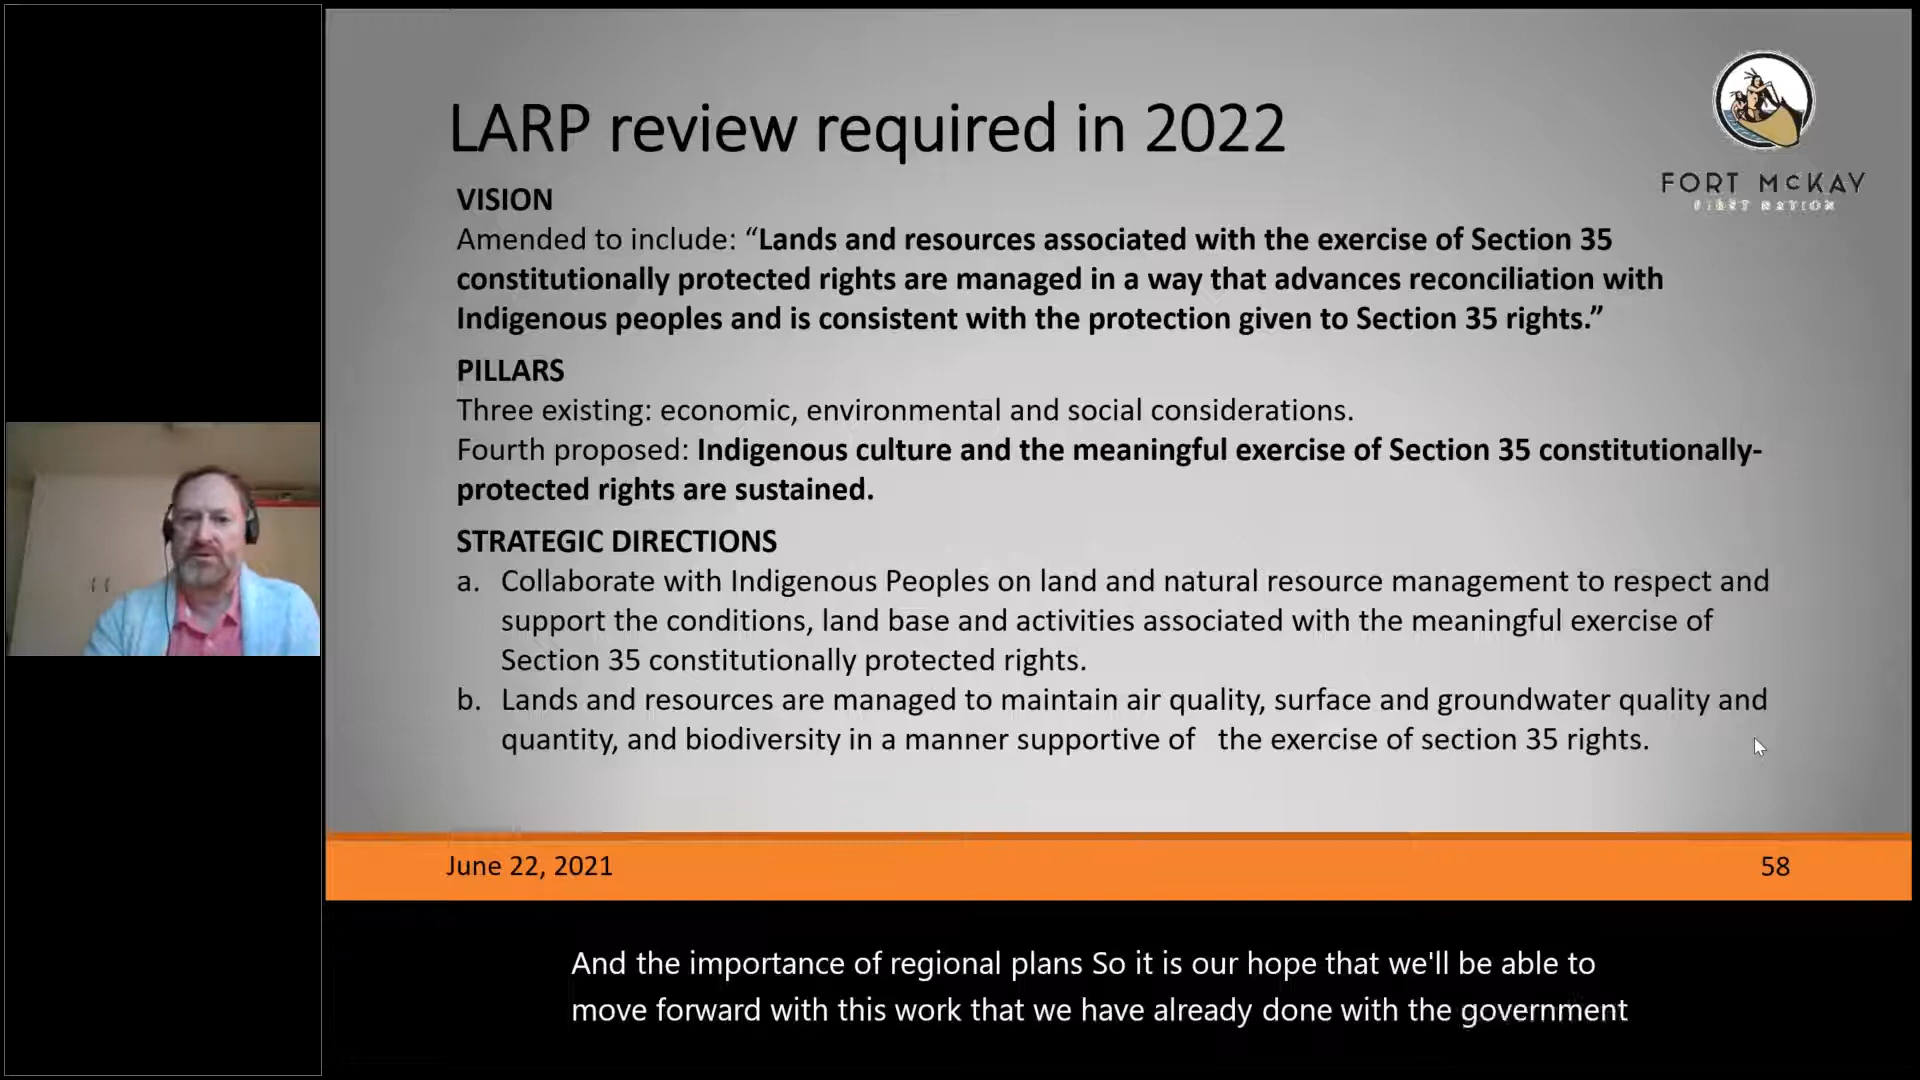 LARP review required in 2022
FORT McKAY
FIRST NATION
VISION
Amended to include: “Lands and resources associated with the exercise of Section 35
constitutionally protected rights are managed in a way that advances reconciliation with
Indigenous peoples and is consistent with the protection given to Section 35 rights.”
PILLARS
Three existing: economic, environmental and social considerations.
Fourth proposed: Indigenous culture and the meaningful exercise of Section 35 constitutionally-
protected rights are sustained.
STRATEGIC DIRECTIONS
a. Collaborate with Indigenous Peoples on land and natural resource management to respect and
support the conditions, land base and activities associated with the meaningful exercise of
Section 35 constitutionally protected rights.
b. Lands and resources are managed to maintain air quality, surface and groundwater quality and
quantity, and biodiversity in a manner supportive of the exercise of section 35 rights.
June 22, 2021
58
And the importance of regional plans So it is our hope that we'll be able to
move forward with this work that we have already done with the government